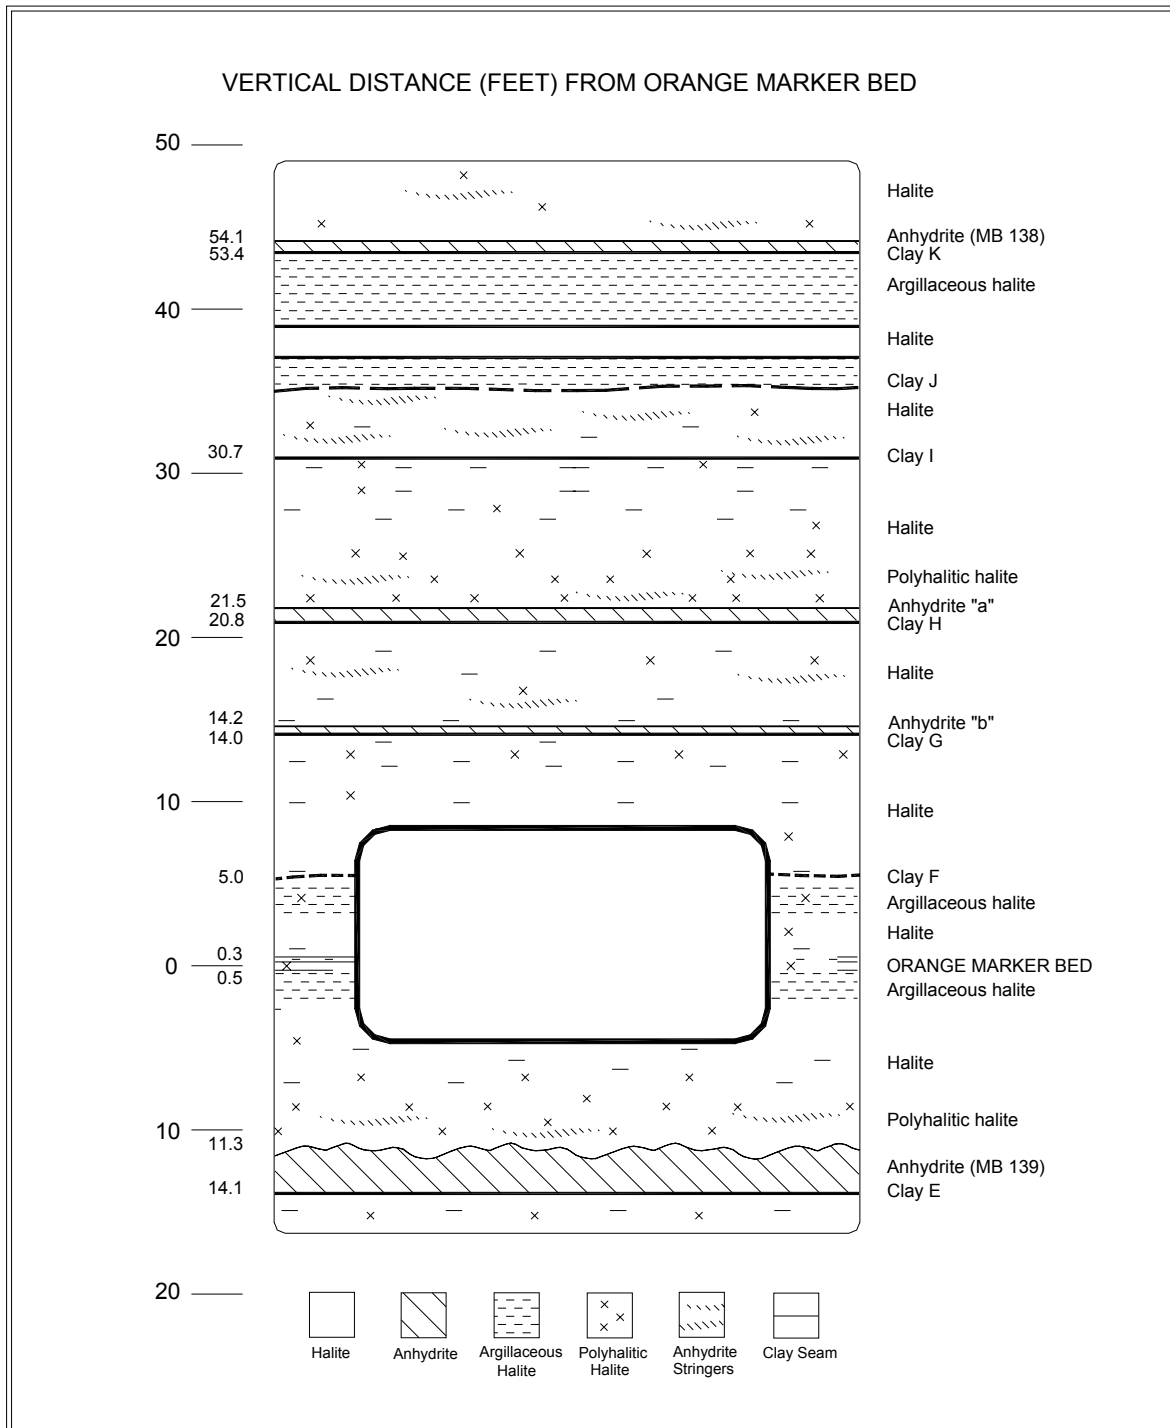 VERTICAL DISTANCE (FEET) FROM ORANGE MARKER BED
50
Halite
54.1
Anhydrite (MB 138)
53.4
Clay K
Argillaceous halite
40
Halite
Clay J
Halite
30.7
Clay I
30
Halite
Polyhalitic halite
21.5
Anhydrite "a"
20.8
Clay H
20
Halite
14.2
Anhydrite "b"
14.0
Clay G
10
Halite
5.0
Clay F
Argillaceous halite
Halite
0.3
0
ORANGE MARKER BED
0.5
Argillaceous halite
Halite
Polyhalitic halite
10
11.3
Anhydrite (MB 139)
14.1
Clay E
20
Halite
Anhydrite
Argillaceous
Halite
Polyhalitic
Halite
Anhydrite
Stringers
Clay Seam